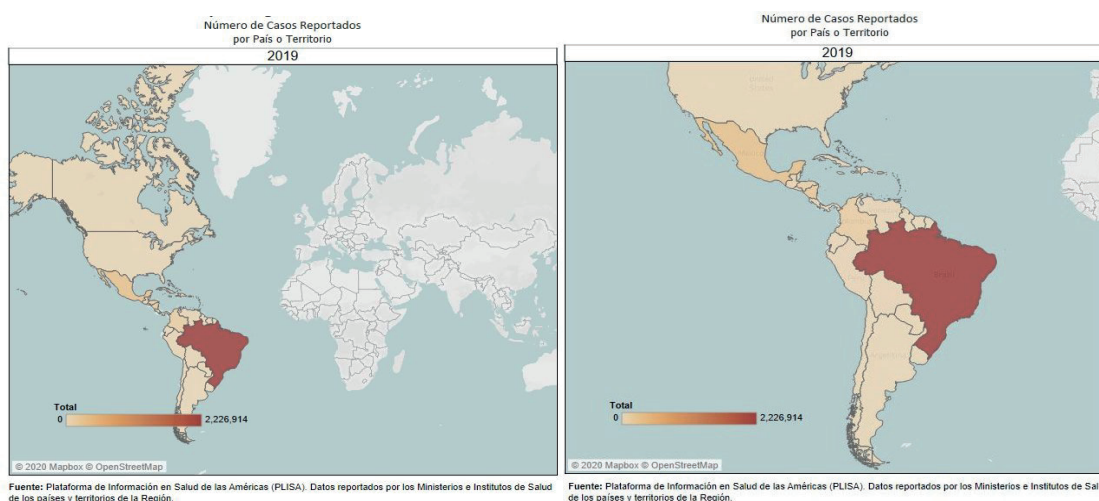 Número de Casos Reportados
por País o Territorio
2019
Total
0
2,226,914
© 2020 Mapbox © OpenStreetMap
Fuente: Plataforma de Información en Salud de las Américas (PLISA). Datos reportados por los Ministerios e Institutos de Salud
de los países y territorios de la Región.
Número de Casos Reportados
por País o Territorio
2019
United
States
Total
0
2,226,914
© 2020 Mapbox © OpenStreetMap
Fuente: Plataforma de Información en Salud de las Américas (PLISA). Datos reportados por los Ministerios e Institutos de Sal
de los países y territorios de la Región.